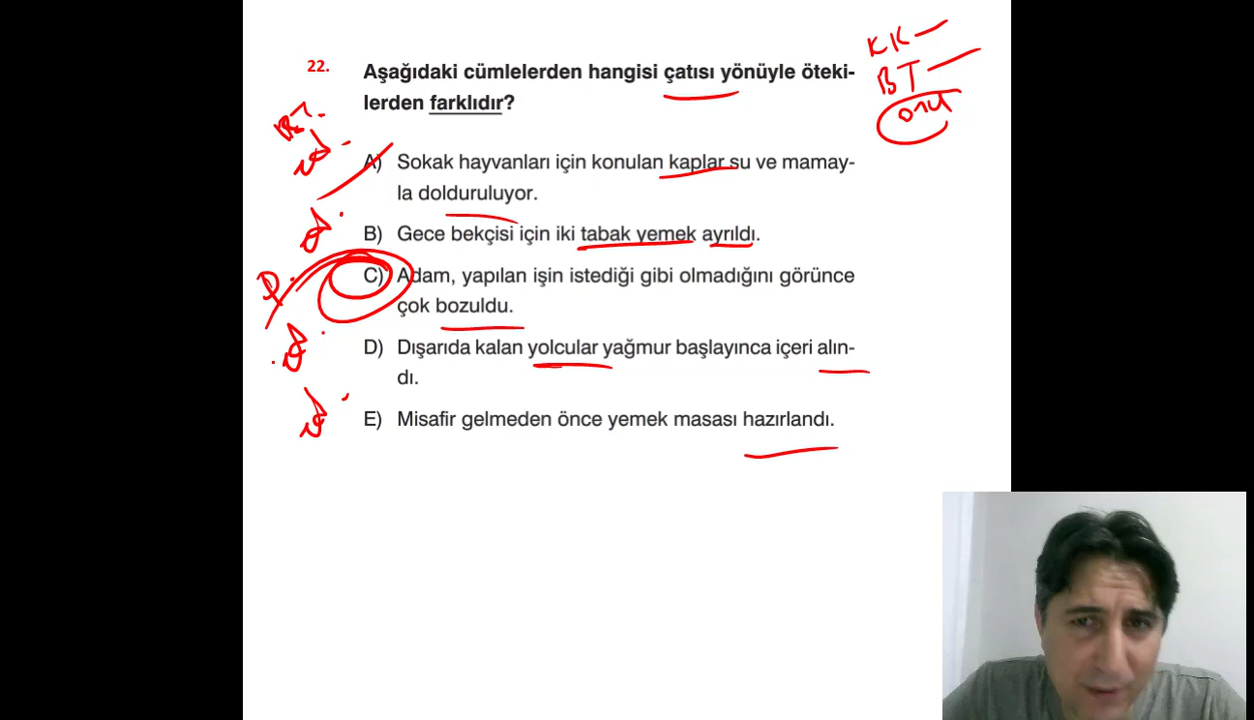 22.
Aşağıdaki cümlelerden hangisi çatısı yönüyle öteki-
lerden farklıdır?
KK
BT
onu
A) Sokak hayvanları için konulan kaplar su ve mamay-
la dolduruluyor.
B) Gece bekçisi için iki tabak yemek ayrıldı.
C) Adam, yapılan işin istediği gibi olmadığını görünce
çok bozuldu.
D) Dışarıda kalan yolcular yağmur başlayınca içeri alın-
dı.
E) Misafir gelmeden önce yemek masası hazırlandı.